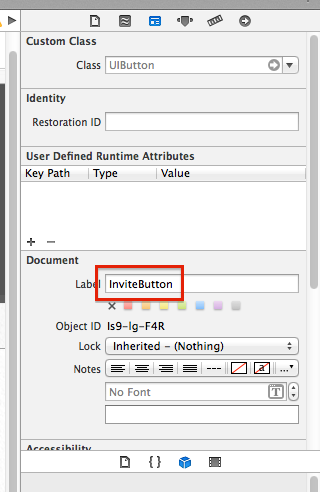 Custom Class
Class UIButton
Identity
Restoration ID
User Defined Runtime Attributes
Key Path Type Value
+ −
Document
Label InviteButton
Object ID Is9-lg-F4R
Lock Inherited - (Nothing)
Notes a ...
No Font T
Accessibility
{ }